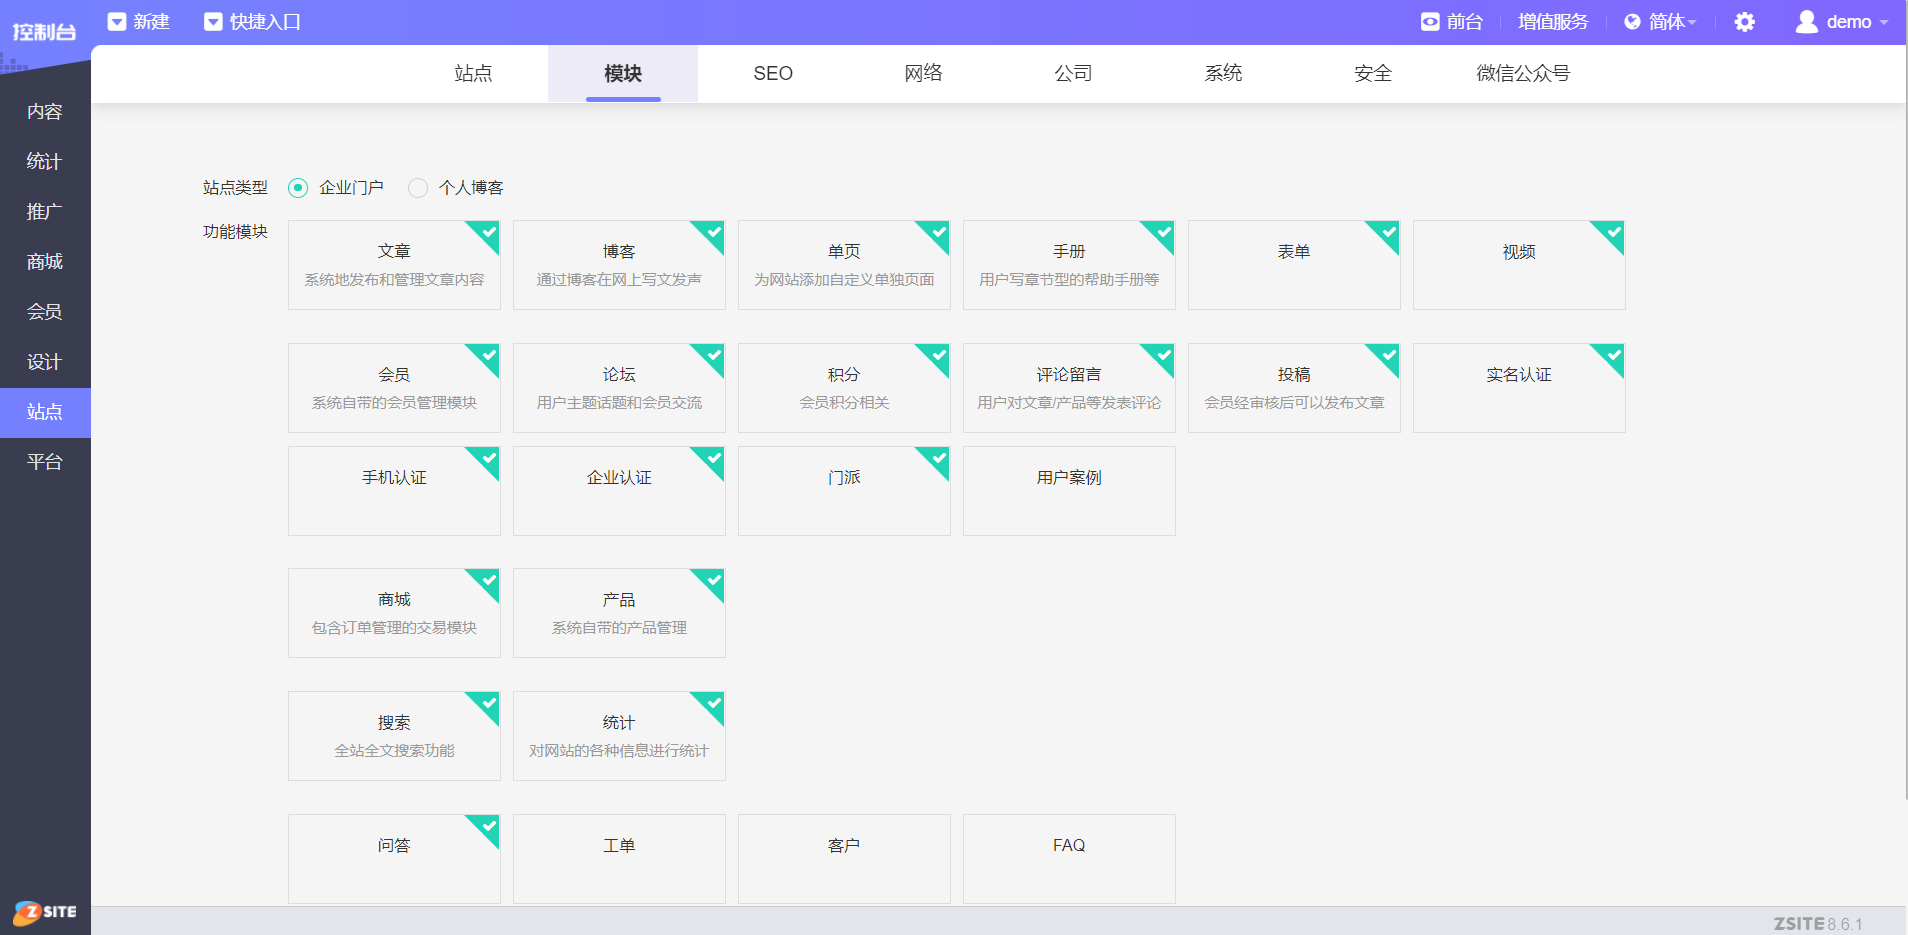 控制台
新建
快捷入口
前台
增值服务
简体
demo
站点
模块
SEO
网络
公司
系统
安全
微信公众号
内容
统计
推广
商城
会员
设计
站点
平台
站点类型
企业门户
个人博客
功能模块
文章
系统地发布和管理文章内容
博客
通过博客在网上写文发声
单页
为网站添加自定义单独页面
手册
用户写章节型的帮助手册等
表单
视频
会员
系统自带的会员管理模块
论坛
用户主题话题和会员交流
积分
会员积分相关
评论留言
用户对文章/产品等发表评论
投稿
会员经审核后可以发布文章
实名认证
手机认证
企业认证
门派
用户案例
商城
包含订单管理的交易模块
产品
系统自带的产品管理
搜索
全站全文搜索功能
统计
对网站的各种信息进行统计
问答
工单
客户
FAQ
Z SITE
ZSITE 8.6.1